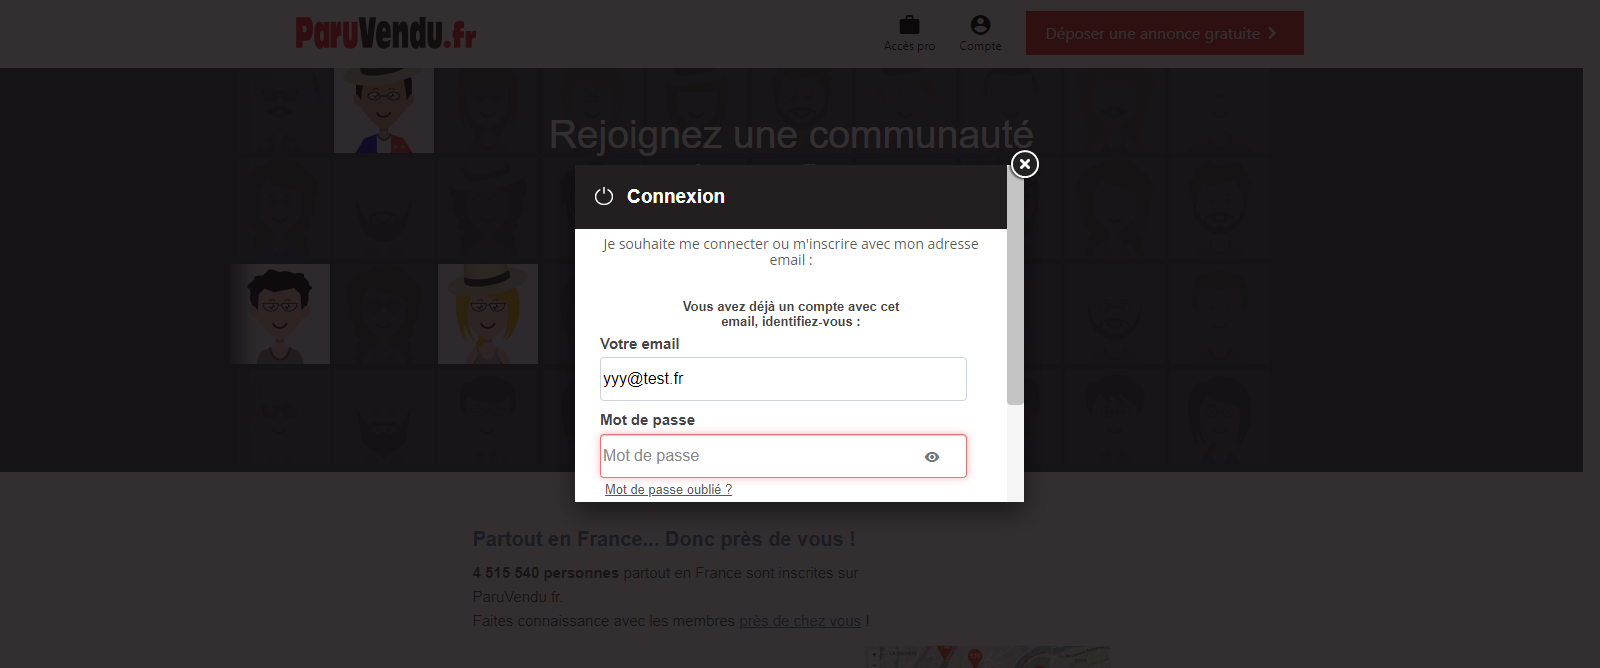 ParuVendu.fr
Accès pro
Compte
Déposer une annonce gratuite
Rejoignez une communauté
Connexion
Je souhaite me connecter ou m'inscrire avec mon adresse
email :
Vous avez déjà un compte avec cet
email, identifiez-vous :
Votre email
yyy@test.fr
Mot de passe
Mot de passe
Mot de passe oublié ?
Partout en France... Donc près de vous !
4 515 540 personnes partout en France sont inscrites sur
ParuVendu.fr.
Faites connaissance avec les membres près de chez vous !